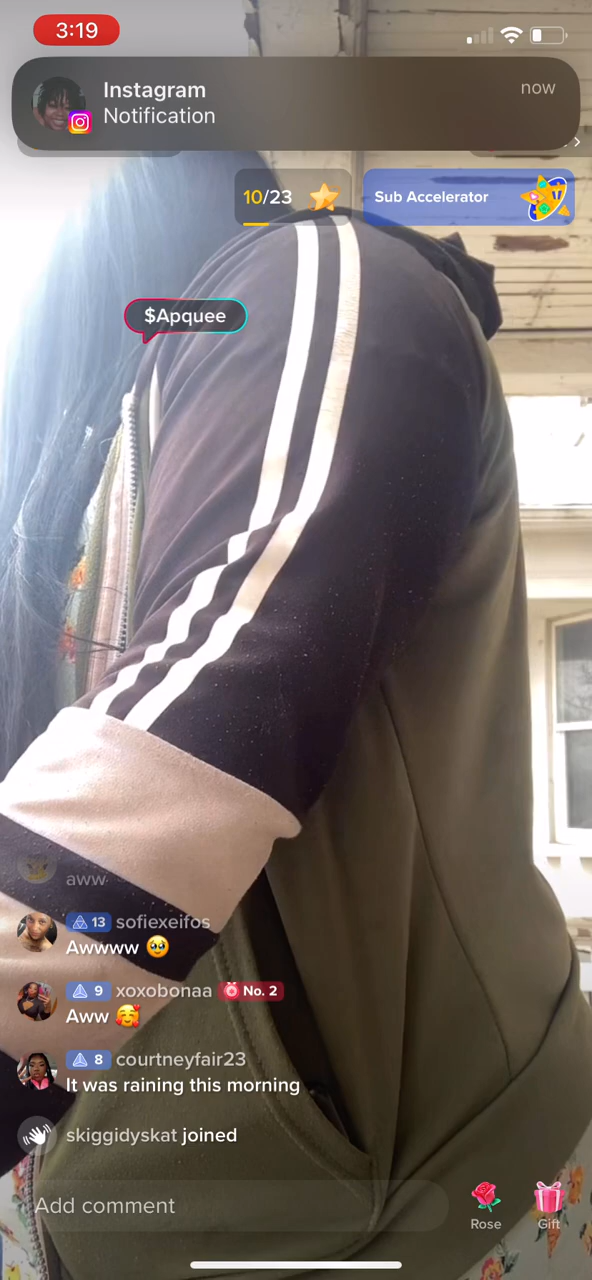 3:19
Instagram
now
Notification
10/23
Sub Accelerator
$Apquee
aww
13 sofiexeifos
Awwww 🥹
9 xoxobonaa No. 2
Aww 🥰
8 courtneyfair23
It was raining this morning
skiggidyskat joined
Add comment
Rose
Gift